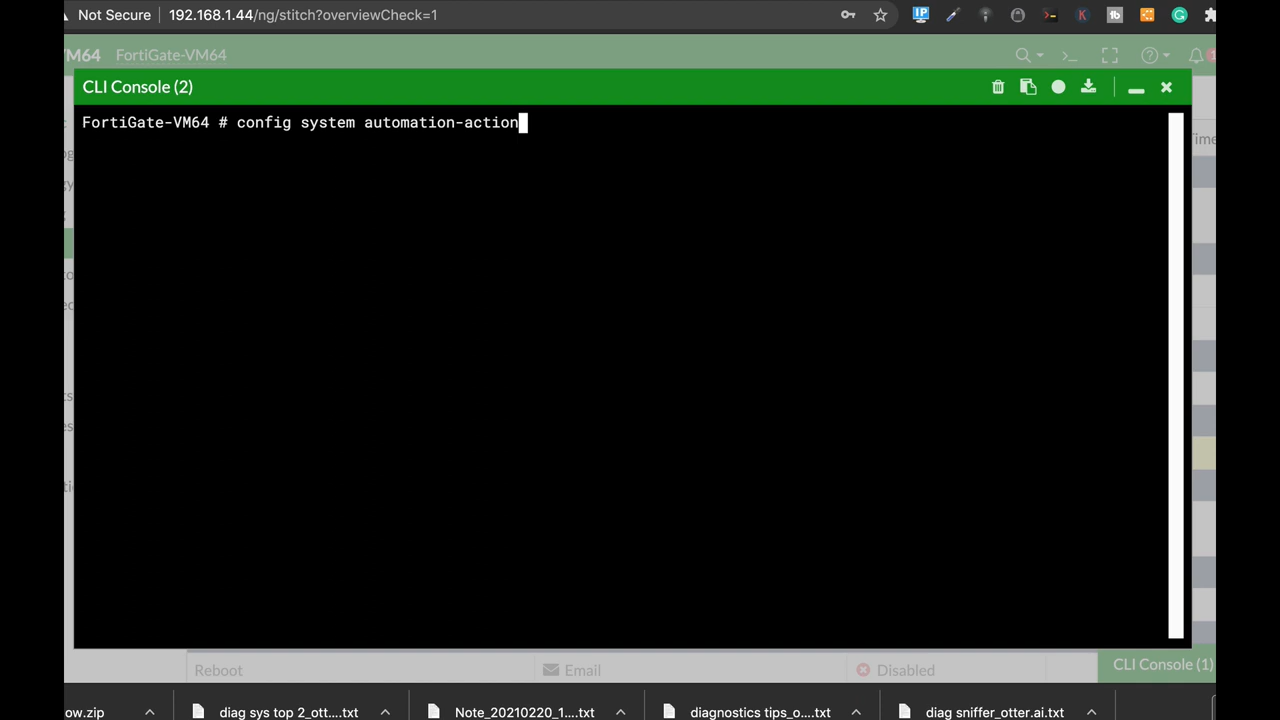 Not Secure 192.168.1.44/ng/stitch?overviewCheck=1
VM64 FortiGate-VM64
CLI Console (2)
FortiGate-VM64 # config system automation-action
Reboot Email Disabled CLI Console (1)
ow.zip diag sys top 2_ott....txt Note_20210220_1....txt diagnostics tips_o....txt diag sniffer_otter.ai.txt